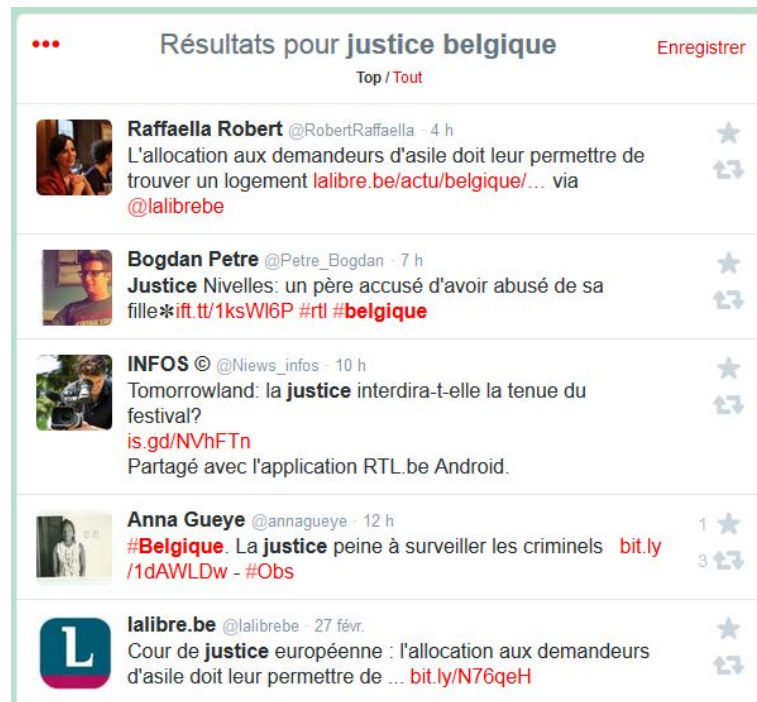 ••• Résultats pour justice belgique Enregistrer
Top / Tout
Raffaella Robert @RobertRaffaella · 4 h
L'allocation aux demandeurs d'asile doit leur permettre de
trouver un logement lalibre.be/actu/belgique/... via
@lalibrebe
Bogdan Petre @Petre_Bogdan · 7 h
Justice Nivelles: un père accusé d'avoir abusé de sa
fille✻ift.tt/1ksWI6P #rtl #belgique
INFOS © @Niews_infos · 10 h
Tomorrowland: la justice interdira-t-elle la tenue du
festival?
is.gd/NVhFTn
Partagé avec l'application RTL.be Android.
Anna Gueye @annagueye · 12 h 1
#Belgique. La justice peine à surveiller les criminels bit.ly
/1dAWLDw - #Obs 3
L
lalibre.be @lalibrebe · 27 févr.
Cour de justice européenne : l'allocation aux demandeurs
d'asile doit leur permettre de ... bit.ly/N76qeH